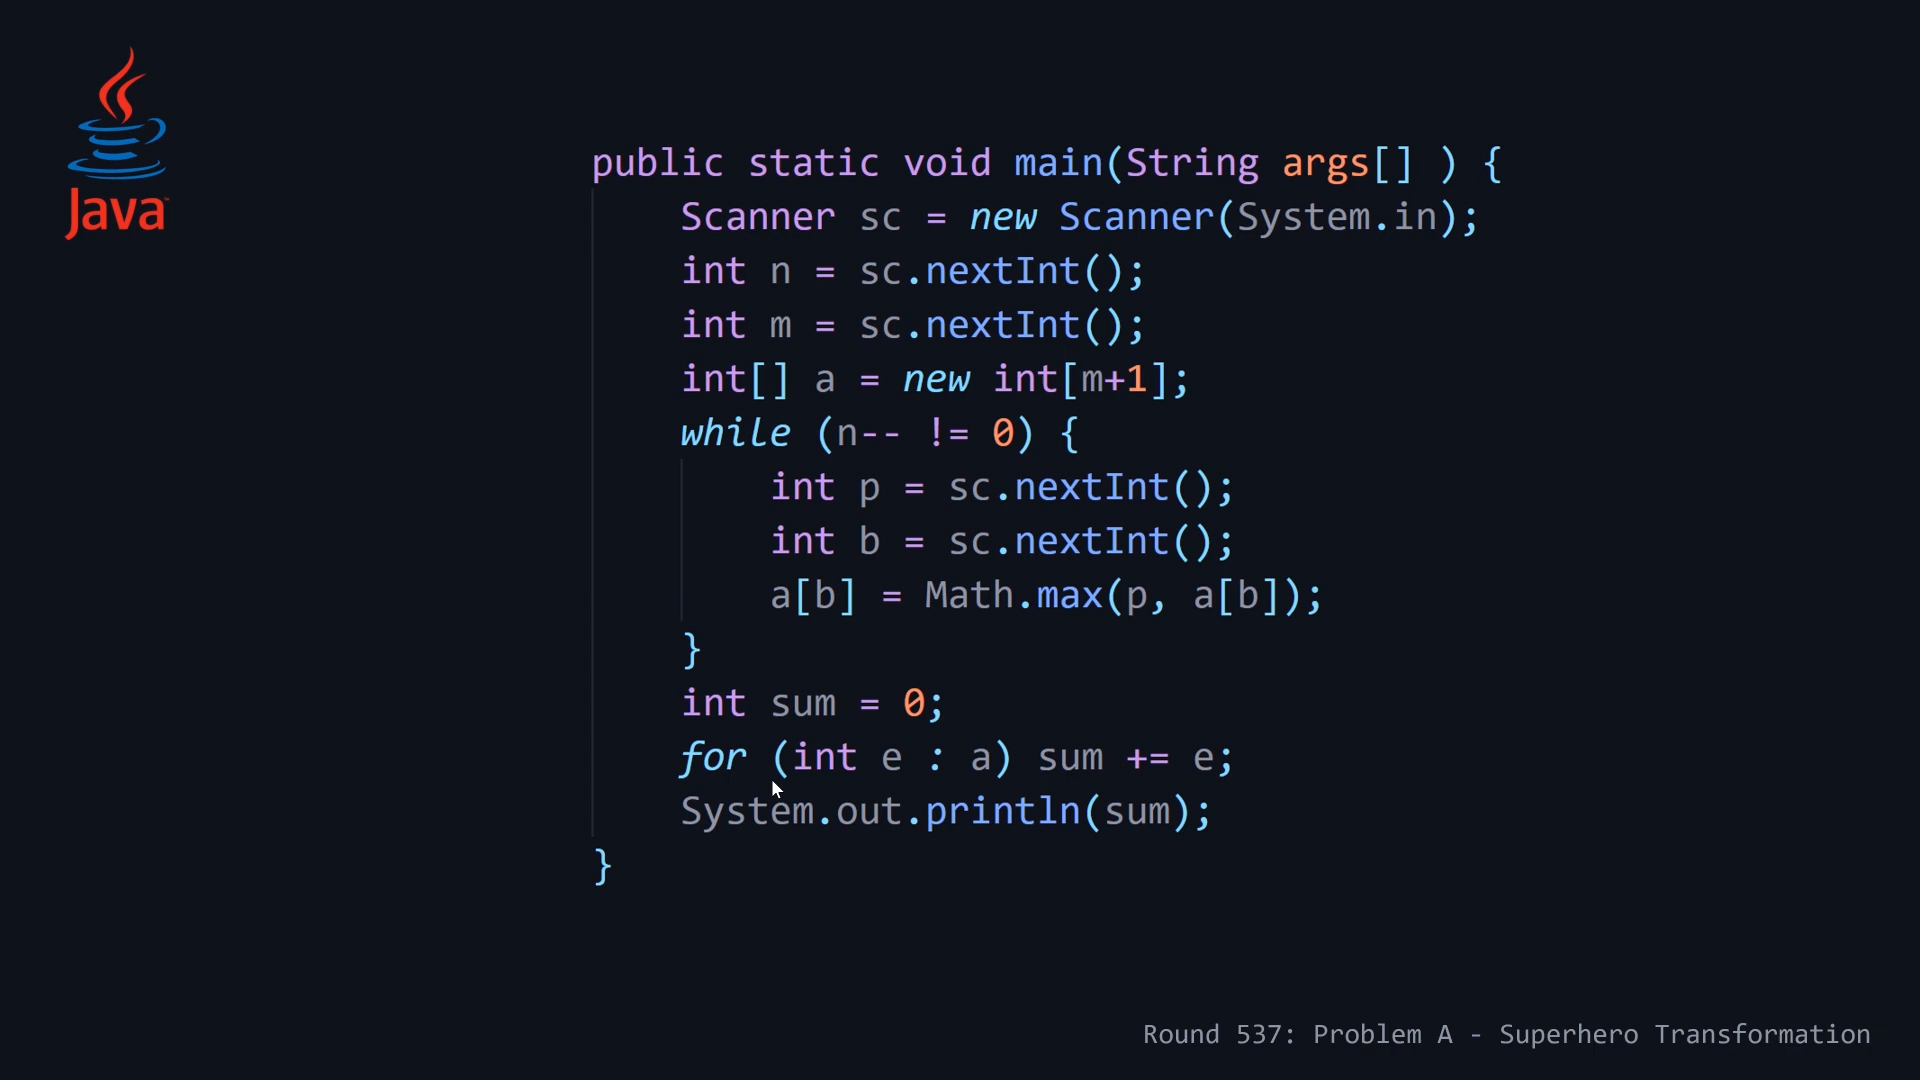 Java
public static void main(String args[] ) {
Scanner sc = new Scanner(System.in);
int n = sc.nextInt();
int m = sc.nextInt();
int[] a = new int[m+1];
while (n-- != 0) {
int p = sc.nextInt();
int b = sc.nextInt();
a[b] = Math.max(p, a[b]);
}
int sum = 0;
for (int e : a) sum += e;
System.out.println(sum);
}
Round 537: Problem A - Superhero Transformation